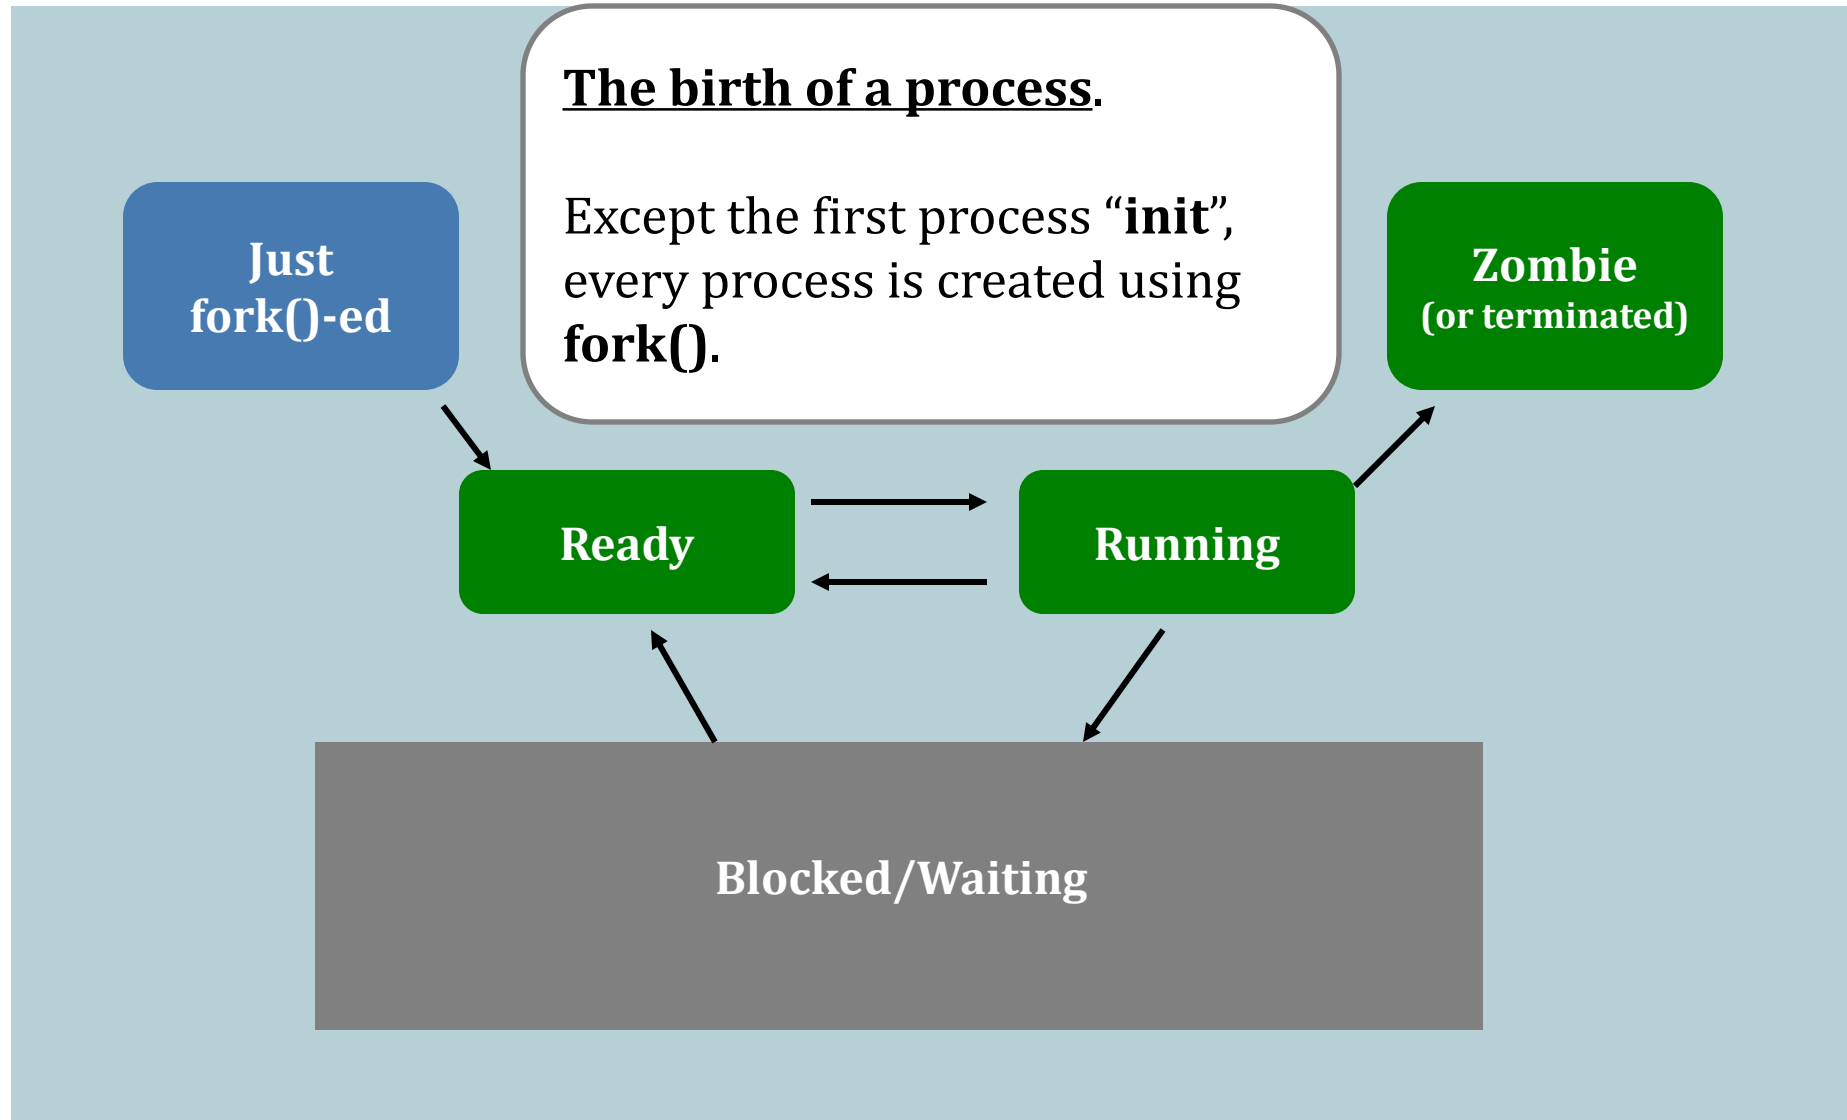 The birth of a process.
Except the first process “init”,
every process is created using
fork().
Just
fork()-ed
Zombie
(or terminated)
Ready
Running
Blocked/Waiting